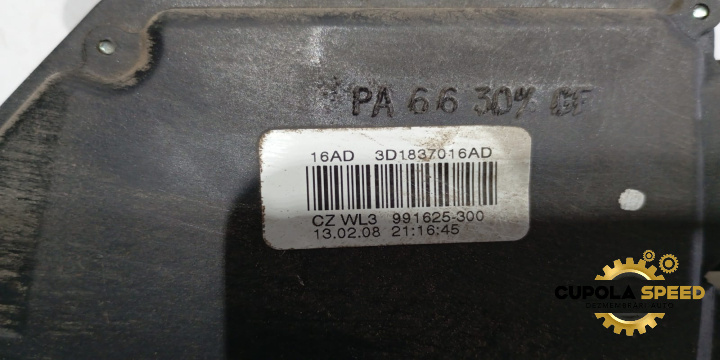 PA 66 30% GF
16AD 3D1837016AD
CZ WL3 991625-300
13.02.08 21:16:45
CUPOLA SPEED